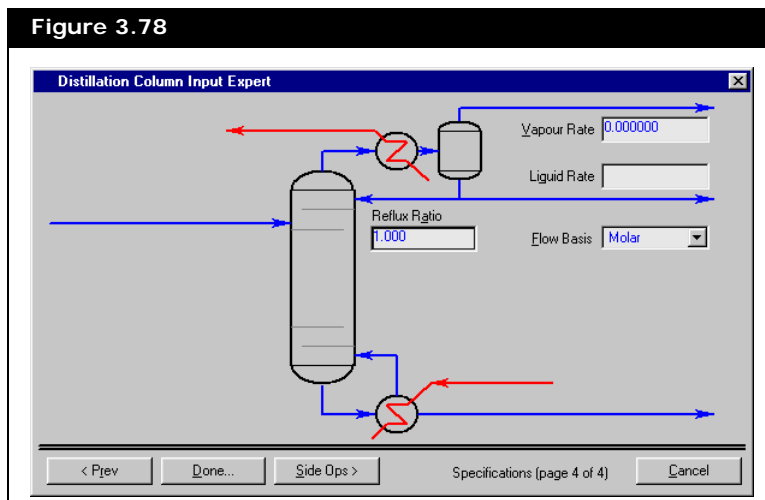 Figure 3.78
Distillation Column Input Expert
Vapour Rate 0.000000
Liquid Rate
Reflux Ratio
1.000
Flow Basis Molar
< Prev Done... Side Ops > Specifications (page 4 of 4) Cancel